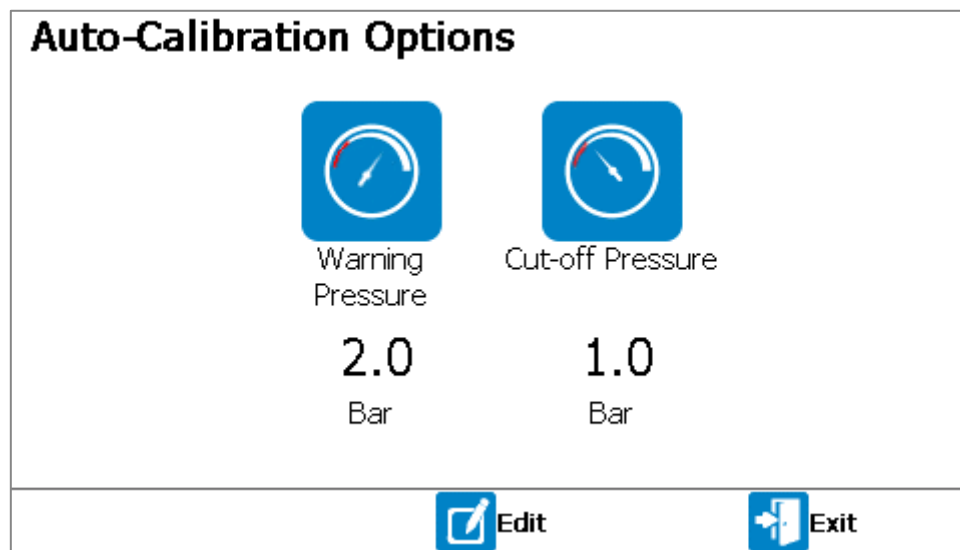 Auto-Calibration Options
Warning
Pressure
Cut-off Pressure
2.0
1.0
Bar
Bar
Edit
Exit